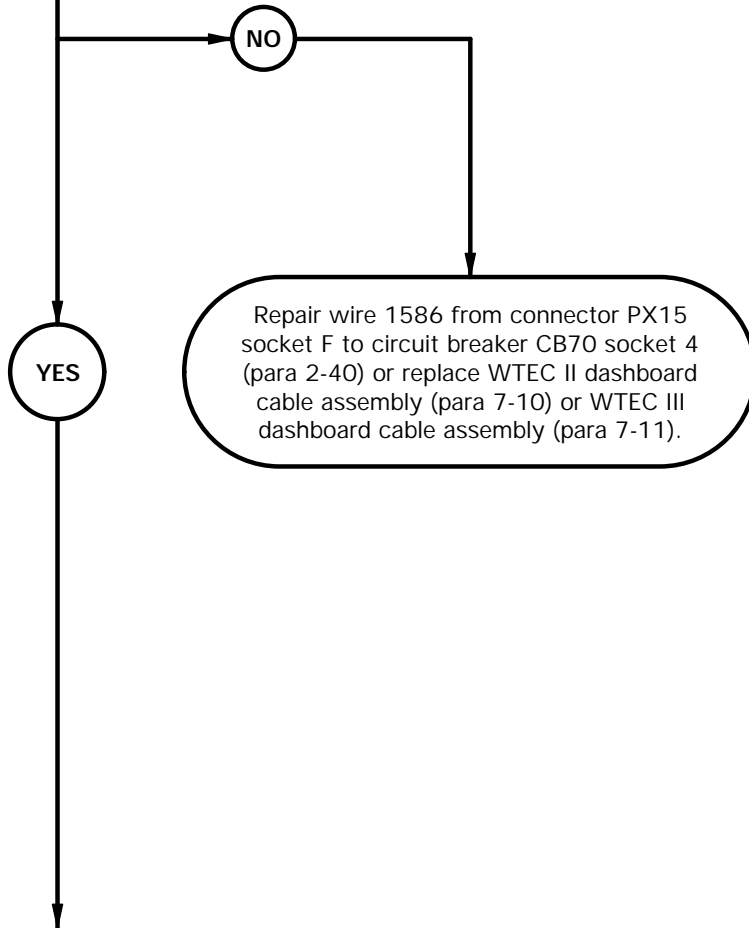 NO
YES
Repair wire 1586 from connector PX15
socket F to circuit breaker CB70 socket 4
(para 2-40) or replace WTEC II dashboard
cable assembly (para 7-10) or WTEC III
dashboard cable assembly (para 7-11).